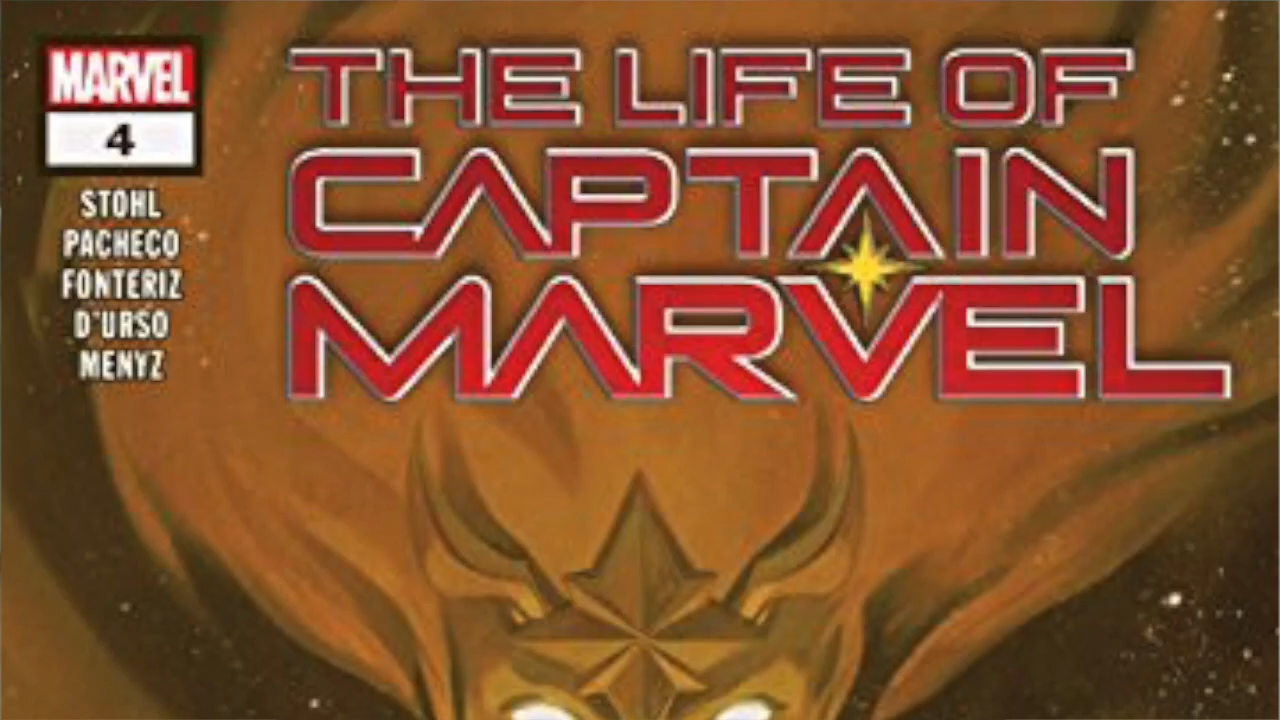 MARVEL
4
STOHL
PACHECO
FONTERIZ
D'URSO
MENYZ
THE LIFE OF
CAPTAIN
MARVEL